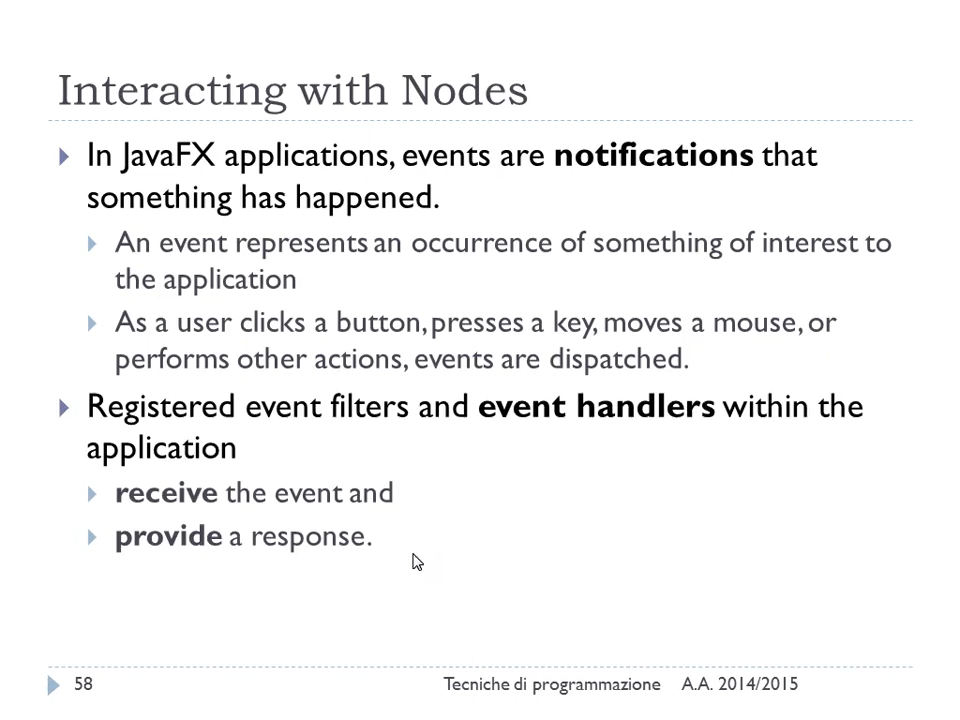 Interacting with Nodes
In JavaFX applications, events are notifications that
something has happened.
An event represents an occurrence of something of interest to
the application
As a user clicks a button, presses a key, moves a mouse, or
performs other actions, events are dispatched.
Registered event filters and event handlers within the
application
receive the event and
provide a response.
58 Tecniche di programmazione A.A. 2014/2015